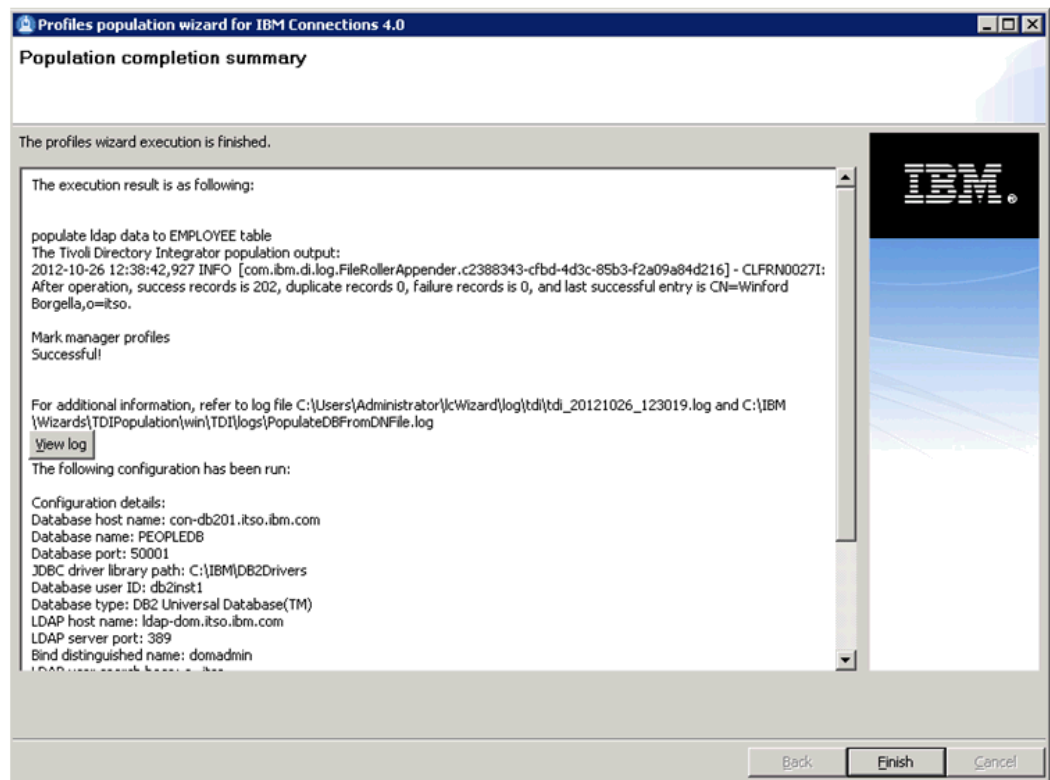 Profiles population wizard for IBM Connections 4.0
Population completion summary
The profiles wizard execution is finished.
IBM®
The execution result is as following:
populate ldap data to EMPLOYEE table
The Tivoli Directory Integrator population output:
2012-10-26 12:38:42,927 INFO [com.ibm.di.log.FileRollerAppender.c2388343-cfbd-4d3c-85b3-f2a09a84d216] - CLFRN0027I:
After operation, success records is 202, duplicate records 0, failure records is 0, and last successful entry is CN=Winford
Borgella,o=itso.
Mark manager profiles
Successful!
For additional information, refer to log file C:\Users\Administrator\lcWizard\log\tdi\tdi_20121026_123019.log and C:\IBM
\Wizards\TDIPopulation\win\TDI\logs\PopulateDBFromDNFile.log
View log
The following configuration has been run:
Configuration details:
Database host name: con-db201.itso.ibm.com
Database name: PEOPLEDB
Database port: 50001
JDBC driver library path: C:\IBM\DB2Drivers
Database user ID: db2inst1
Database type: DB2 Universal Database(TM)
LDAP host name: ldap-dom.itso.ibm.com
LDAP server port: 389
Bind distinguished name: domadmin
LDAP user search base: o=itso
Back
Finish
Cancel